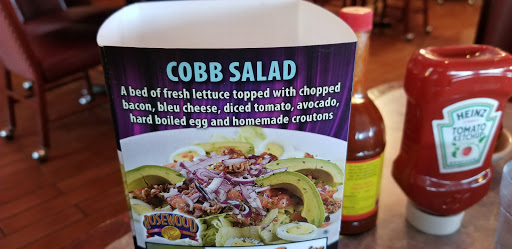 COBB SALAD
A bed of fresh lettuce topped with chopped
bacon, bleu cheese, diced tomato, avocado,
hard boiled egg and homemade croutons
ROSEWOOD
HEINZ
TOMATO
KETCHUP